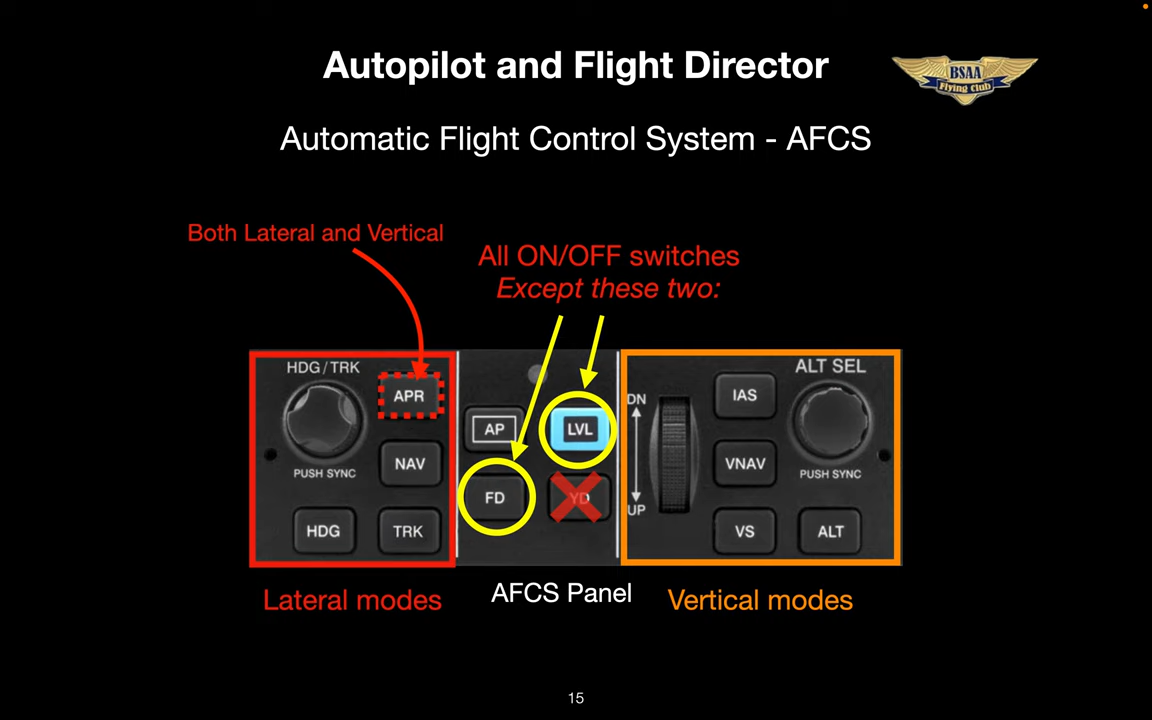 Autopilot and Flight Director
BSAA
Flying Club
Automatic Flight Control System - AFCS
Both Lateral and Vertical
All ON/OFF switches
Except these two:
HDG/TRK
APR
PUSH SYNC
NAV
HDG
TRK
AP
LVL
FD
YD
DN
UP
IAS
ALT SEL
VNAV
PUSH SYNC
VS
ALT
Lateral modes
AFCS Panel
Vertical modes
15